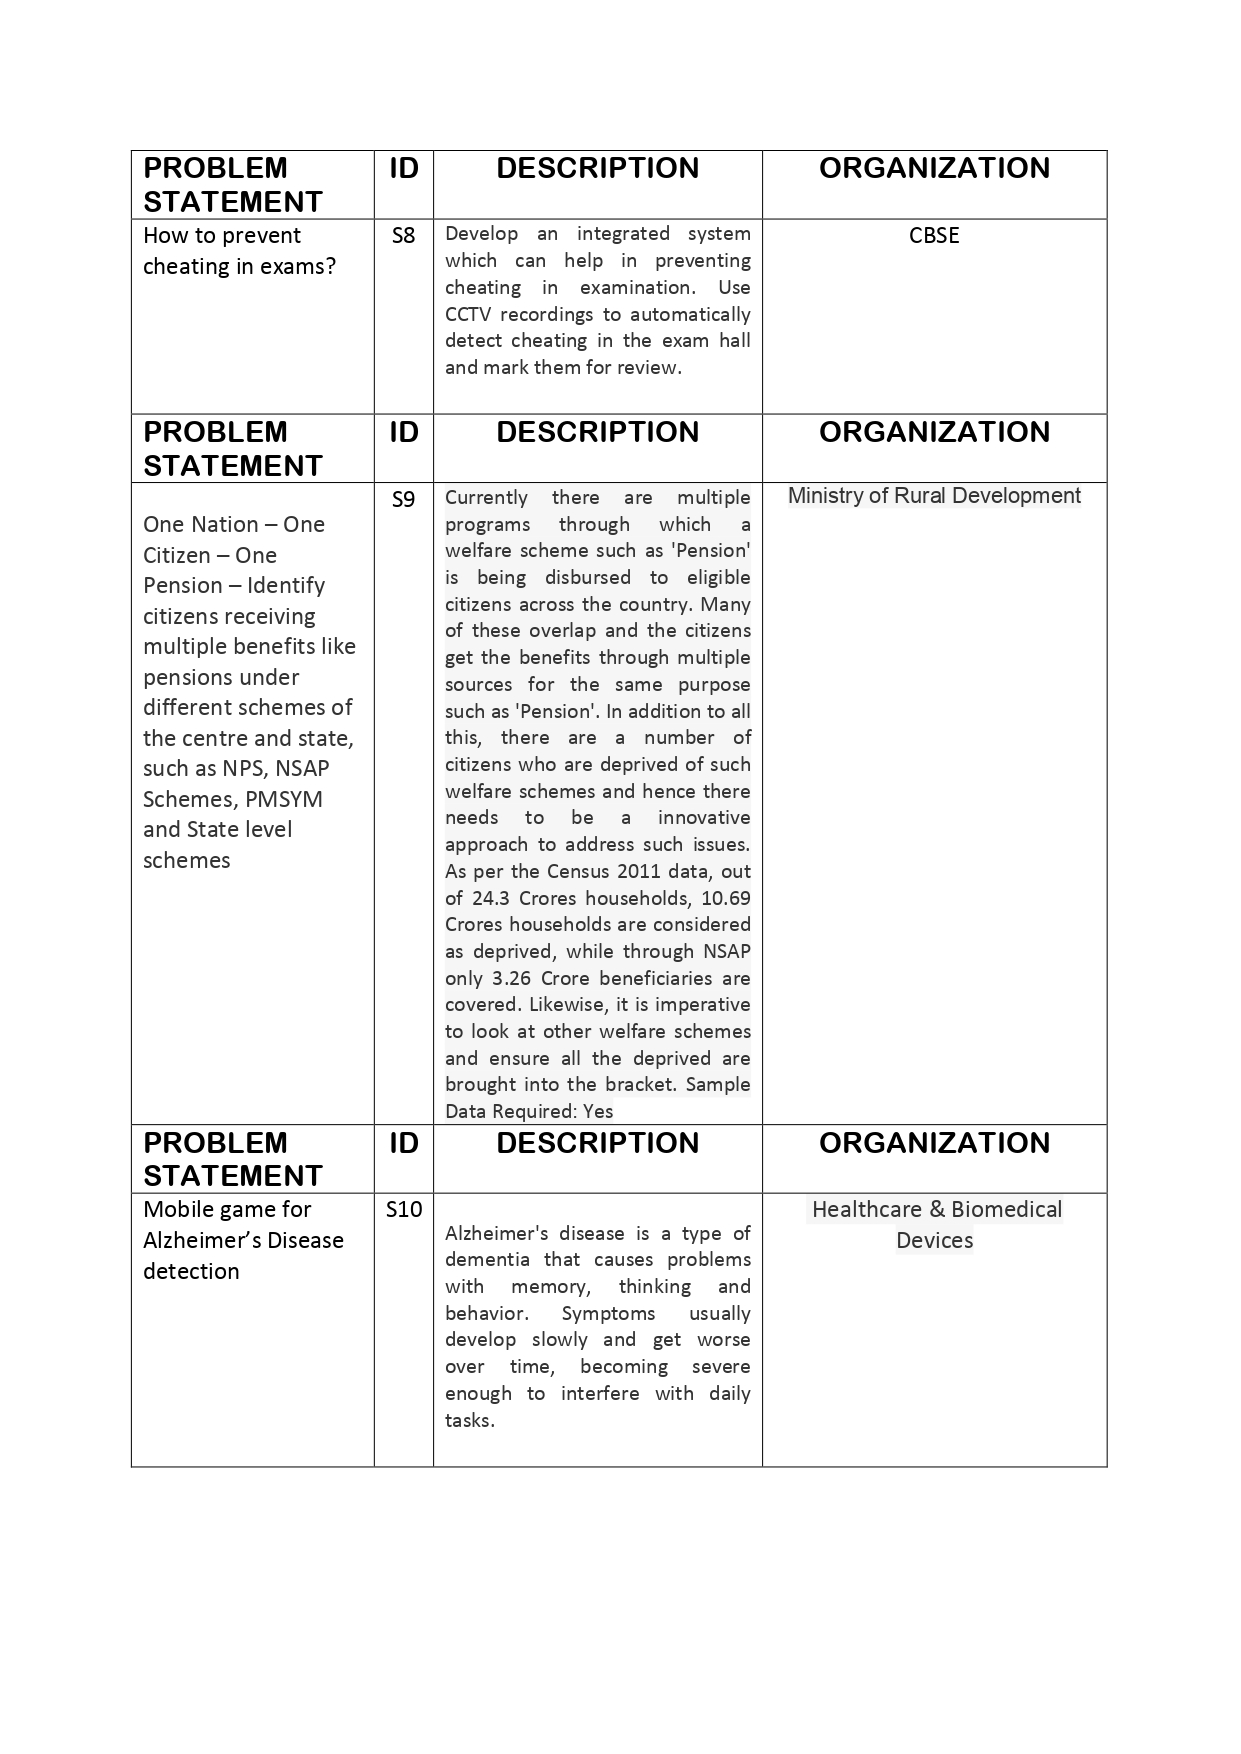 PROBLEM
STATEMENT
ID
DESCRIPTION
ORGANIZATION
How to prevent
cheating in exams?
S8
Develop an integrated system
which can help in preventing
cheating in examination. Use
CCTV recordings to automatically
detect cheating in the exam hall
and mark them for review.
CBSE
PROBLEM
STATEMENT
ID
DESCRIPTION
ORGANIZATION
One Nation – One
Citizen – One
Pension – Identify
citizens receiving
multiple benefits like
pensions under
different schemes of
the centre and state,
such as NPS, NSAP
Schemes, PMSYM
and State level
schemes
S9
Currently there are multiple
programs through which a
welfare scheme such as 'Pension'
is being disbursed to eligible
citizens across the country. Many
of these overlap and the citizens
get the benefits through multiple
sources for the same purpose
such as 'Pension'. In addition to all
this, there are a number of
citizens who are deprived of such
welfare schemes and hence there
needs to be a innovative
approach to address such issues.
As per the Census 2011 data, out
of 24.3 Crores households, 10.69
Crores households are considered
as deprived, while through NSAP
only 3.26 Crore beneficiaries are
covered. Likewise, it is imperative
to look at other welfare schemes
and ensure all the deprived are
brought into the bracket. Sample
Data Required: Yes
Ministry of Rural Development
PROBLEM
STATEMENT
ID
DESCRIPTION
ORGANIZATION
Mobile game for
Alzheimer’s Disease
detection
S10
Alzheimer's disease is a type of
dementia that causes problems
with memory, thinking and
behavior. Symptoms usually
develop slowly and get worse
over time, becoming severe
enough to interfere with daily
tasks.
Healthcare & Biomedical
Devices